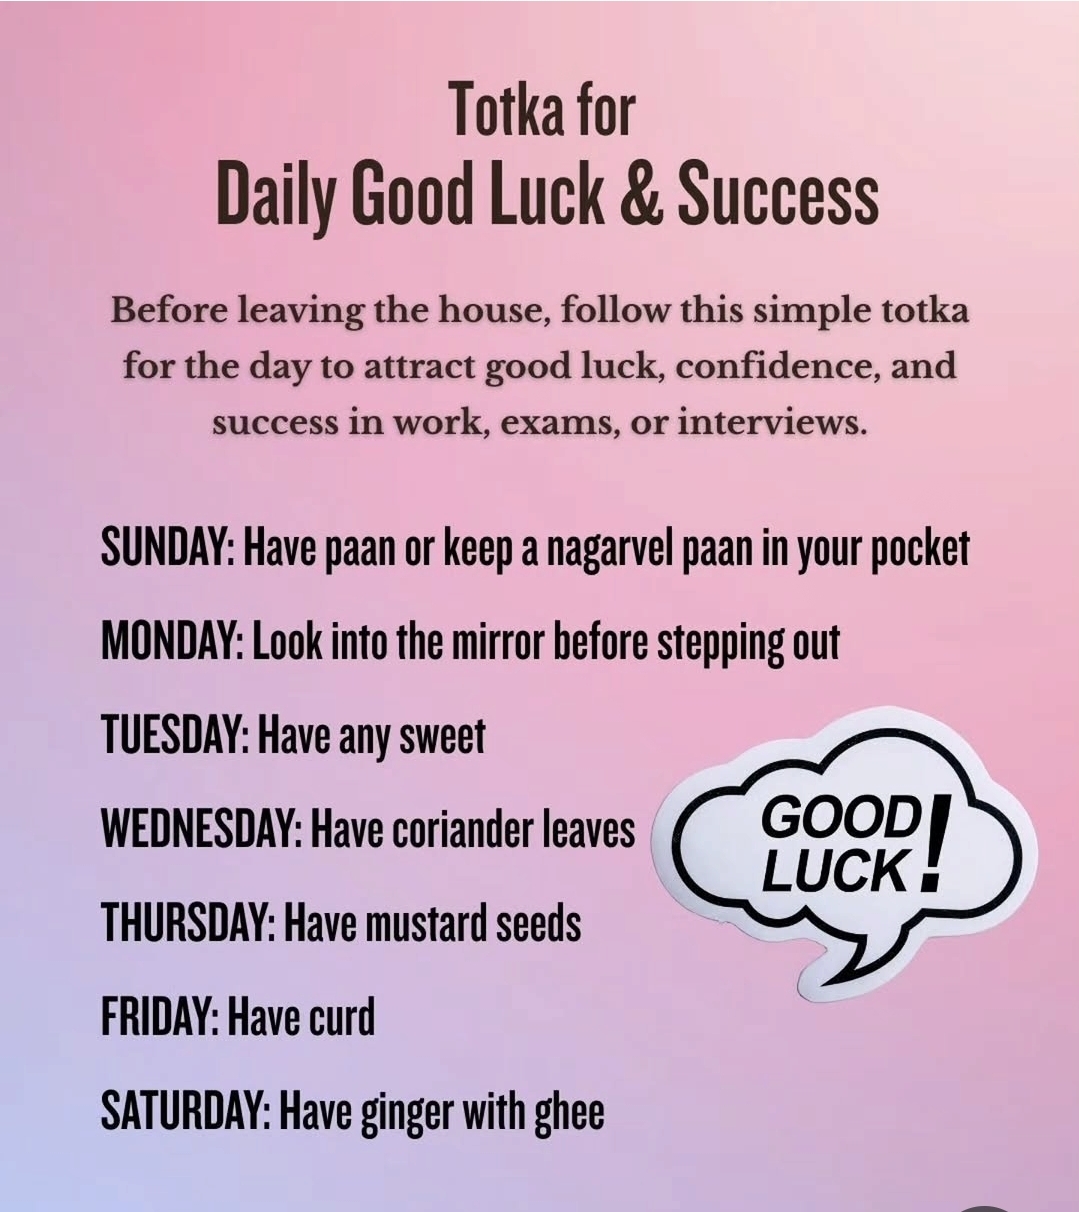 Totka for
Daily Good Luck & Success
Before leaving the house, follow this simple totka
for the day to attract good luck, confidence, and
success in work, exams, or interviews.
SUNDAY: Have paan or keep a nagarvel paan in your pocket
MONDAY: Look into the mirror before stepping out
TUESDAY: Have any sweet
WEDNESDAY: Have coriander leaves
THURSDAY: Have mustard seeds
FRIDAY: Have curd
SATURDAY: Have ginger with ghee
GOOD
LUCK!